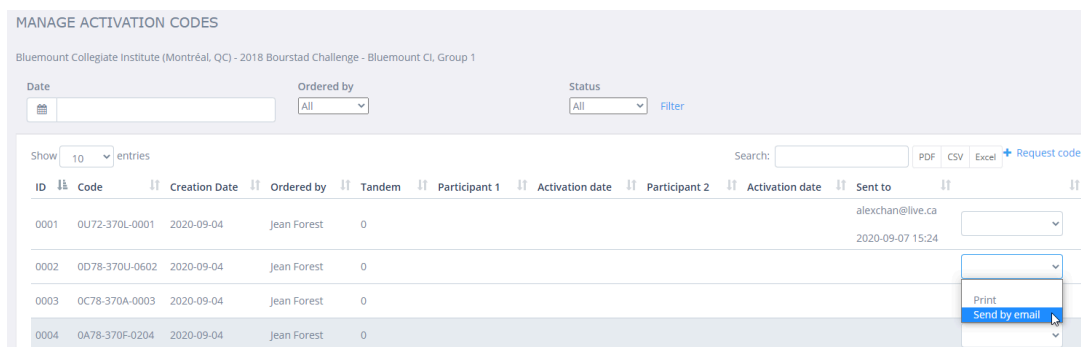 MANAGE ACTIVATION CODES
Bluemount Collegiate Institute (Montréal, QC) - 2018 Bourstad Challenge - Bluemount CI, Group 1
Date Ordered by Status
All All Filter
Show 10 entries Search: PDF CSV Excel + Request code
ID Code Creation Date Ordered by Tandem Participant 1 Activation date Participant 2 Activation date Sent to
0001 0U72-370L-0001 2020-09-04 Jean Forest 0 alexchan@live.ca
2020-09-07 15:24
0002 0D78-370U-0602 2020-09-04 Jean Forest 0
0003 0C78-370A-0003 2020-09-04 Jean Forest 0
Print
Send by email
0004 0A78-370F-0204 2020-09-04 Jean Forest 0